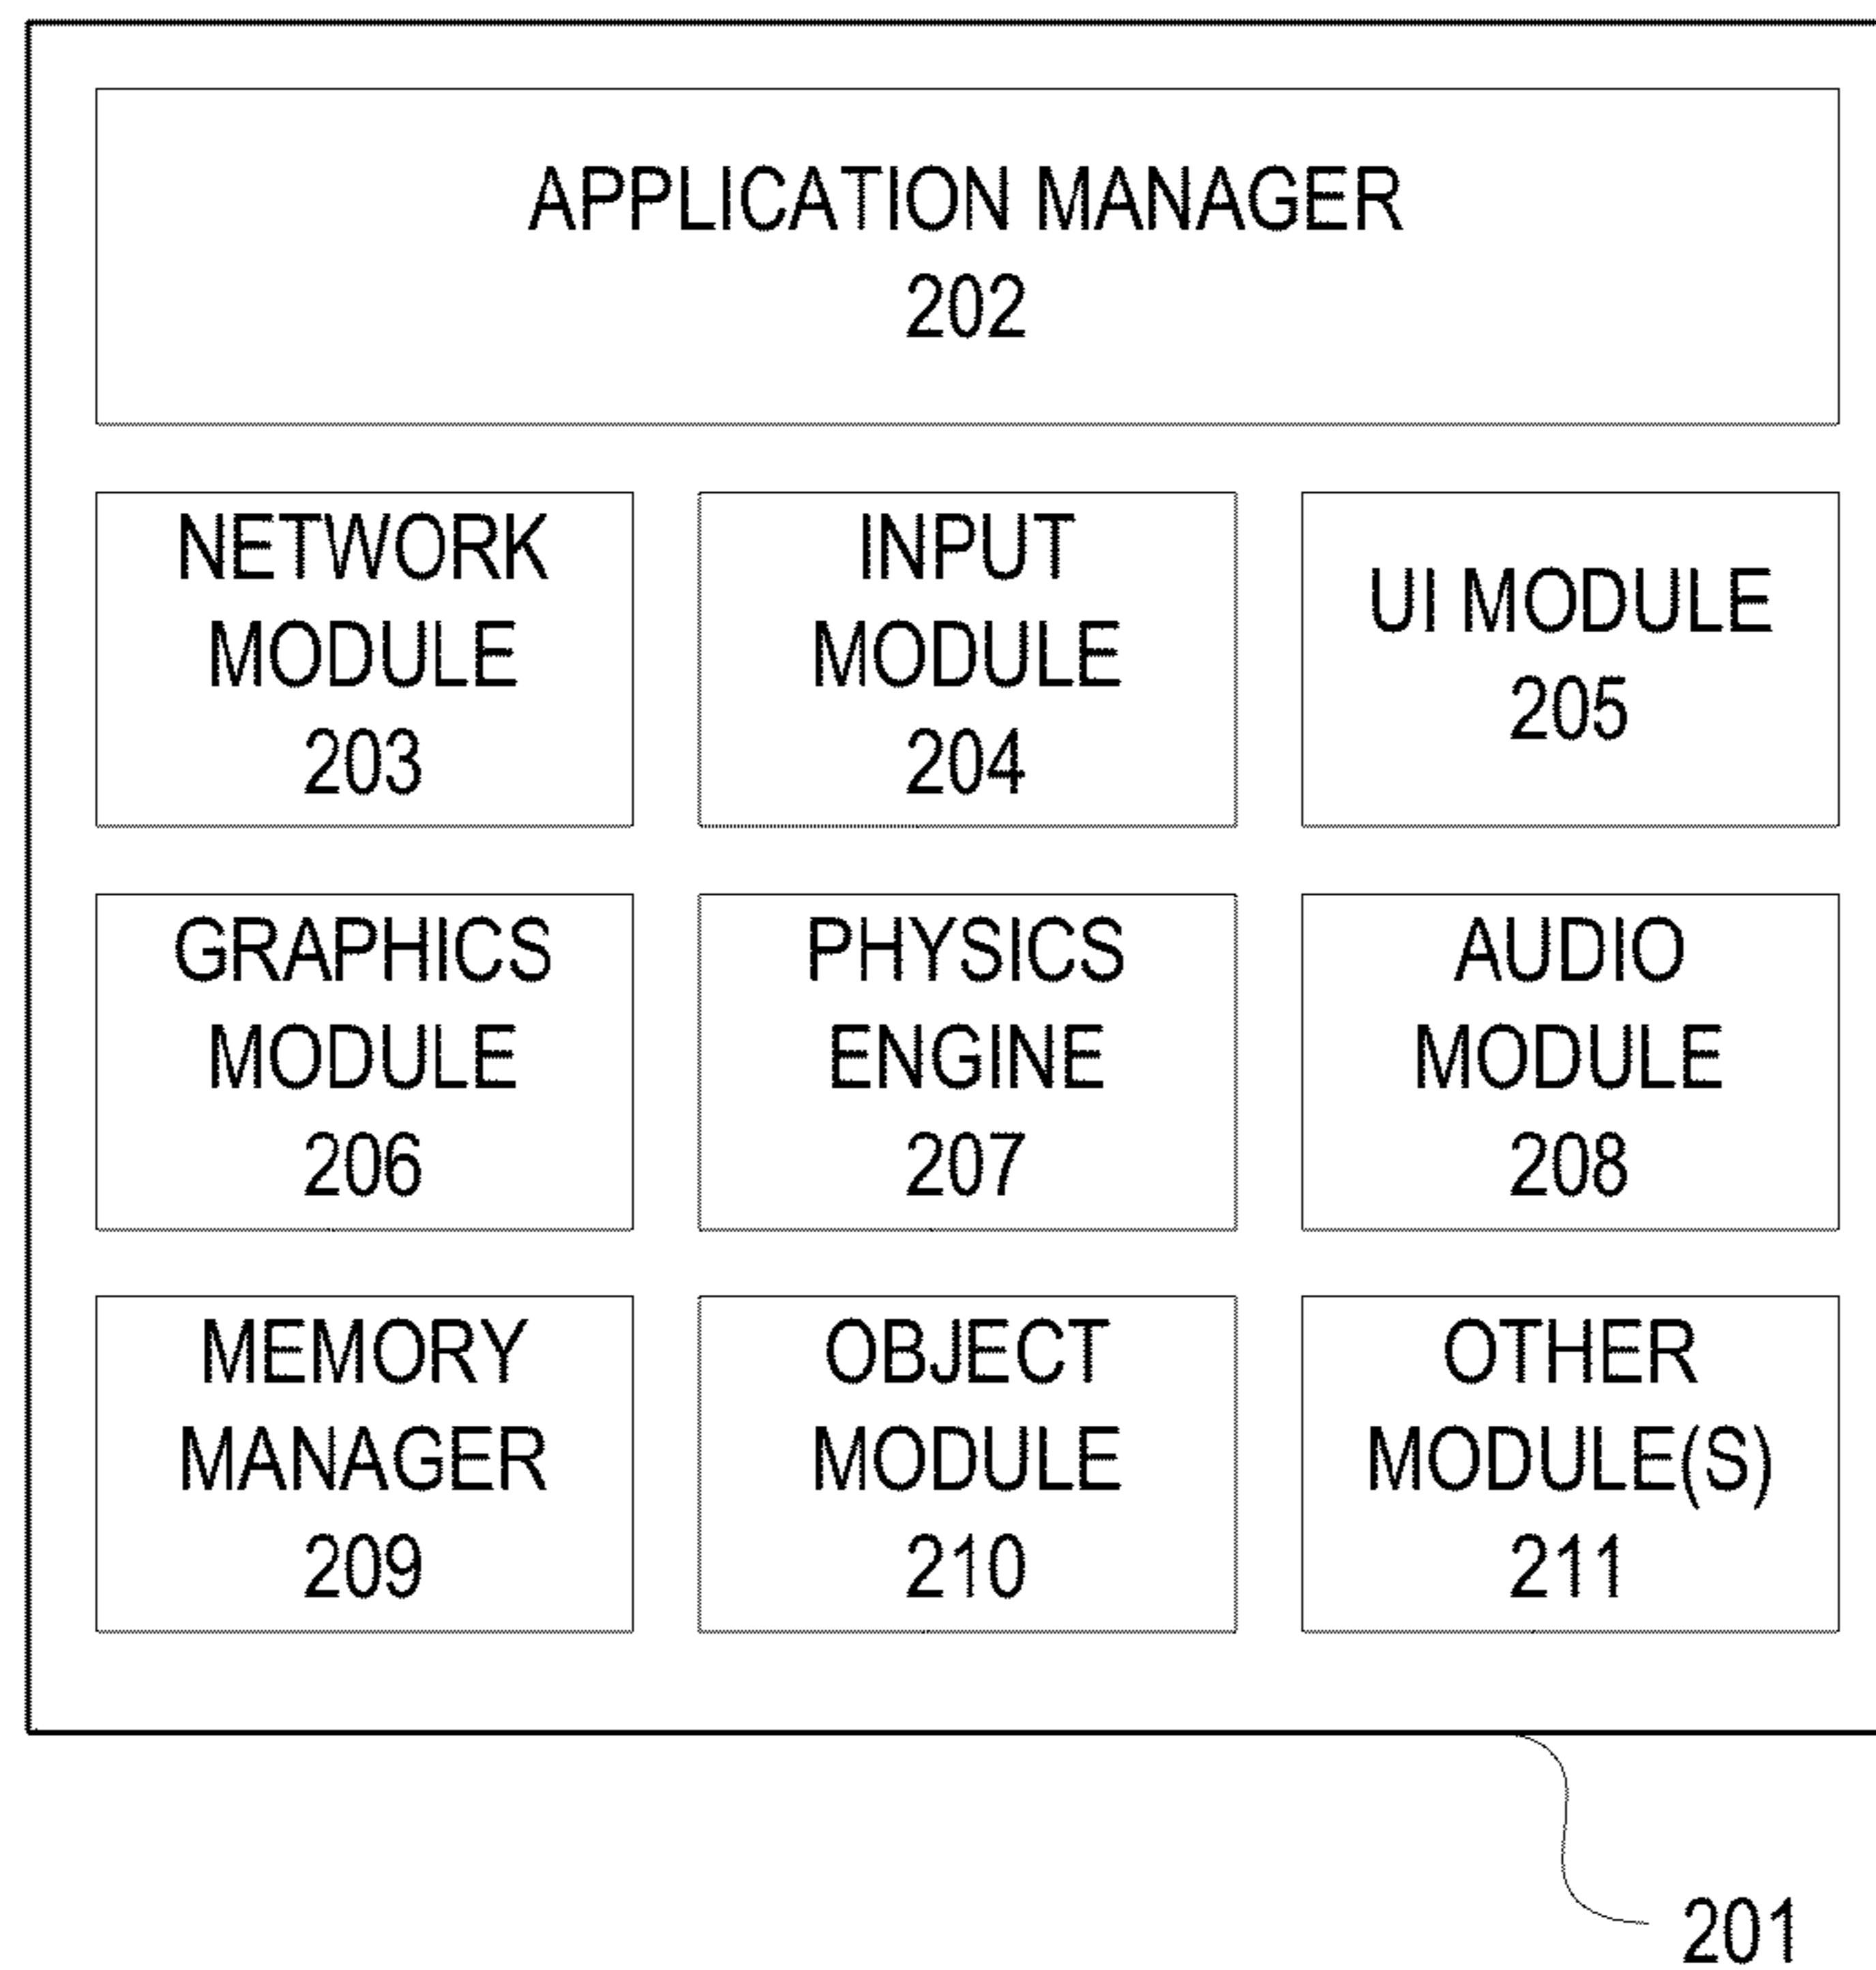 APPLICATION MANAGER
202
NETWORK
MODULE
203
INPUT
MODULE
204
UI MODULE
205
GRAPHICS
MODULE
206
PHYSICS
ENGINE
207
AUDIO
MODULE
208
MEMORY
MANAGER
209
OBJECT
MODULE
210
OTHER
MODULE(S)
211
201